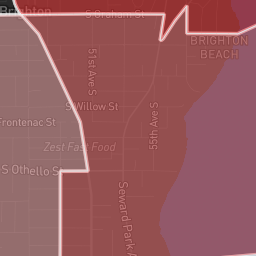 Brighton
S Graham St
BRIGHTON
BEACH
51st Ave S
S Willow St
55th Ave S
Frontenac St
Zest Fast Food
S Othello St
Seward Park A